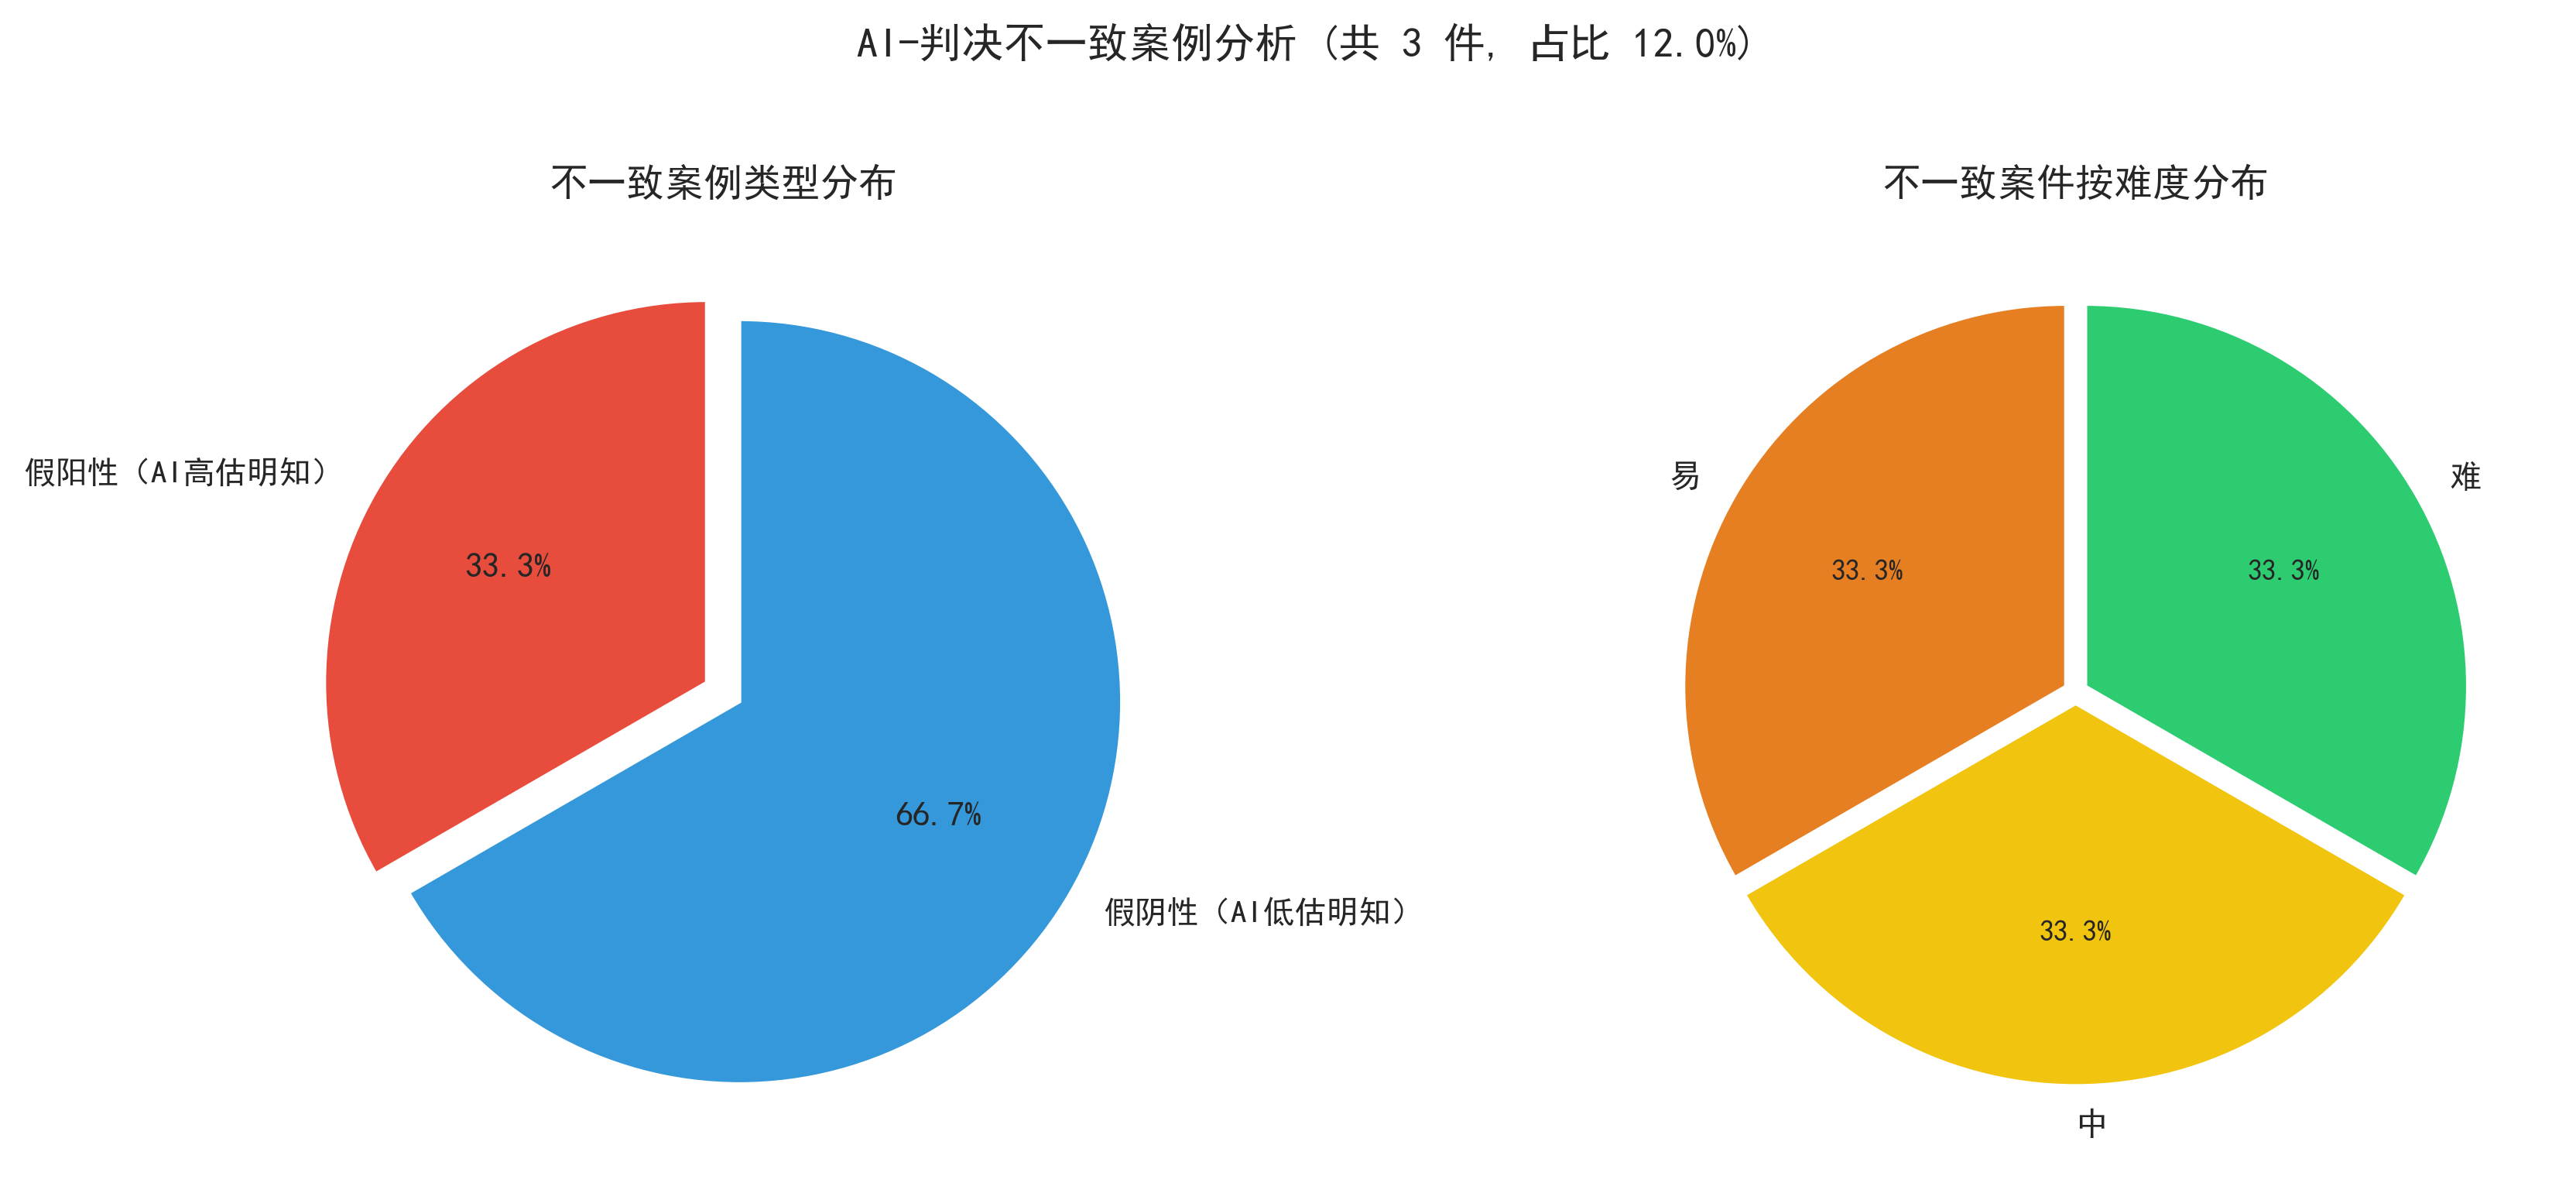 AI-判决不一致案例分析 (共 3 件, 占比 12.0%)
不一致案例类型分布
假阳性（AI高估明知）
33.3%
66.7%
假阴性（AI低估明知）
不一致案件按难度分布
易
难
33.3%
33.3%
33.3%
中